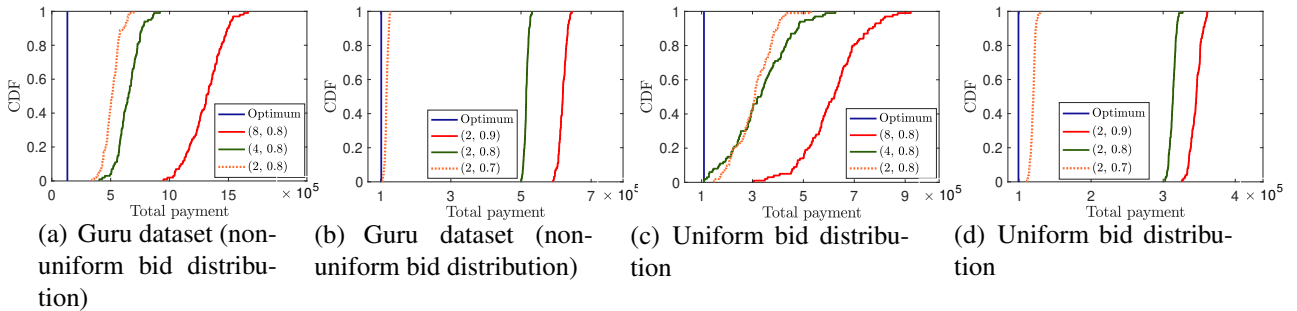 1
0.8
0.6
0.4
0.2
0
CDF
Optimum
(8, 0.8)
(4, 0.8)
(2, 0.8)
0 5 10 15 × 10^5
Total payment
(a) Guru dataset (non-
uniform bid distribu-
tion)
1
0.8
0.6
0.4
0.2
0
CDF
Optimum
(2, 0.9)
(2, 0.8)
(2, 0.7)
1 3 5 7 × 10^5
Total payment
(b) Guru dataset (non-
uniform bid distribution)
1
0.8
0.6
0.4
0.2
0
CDF
Optimum
(8, 0.8)
(4, 0.8)
(2, 0.8)
1 3 5 7 9 × 10^5
Total payment
(c) Uniform bid distribu-
tion
1
0.8
0.6
0.4
0.2
0
CDF
Optimum
(2, 0.9)
(2, 0.8)
(2, 0.7)
1 2 3 4 × 10^5
Total payment
(d) Uniform bid distribu-
tion